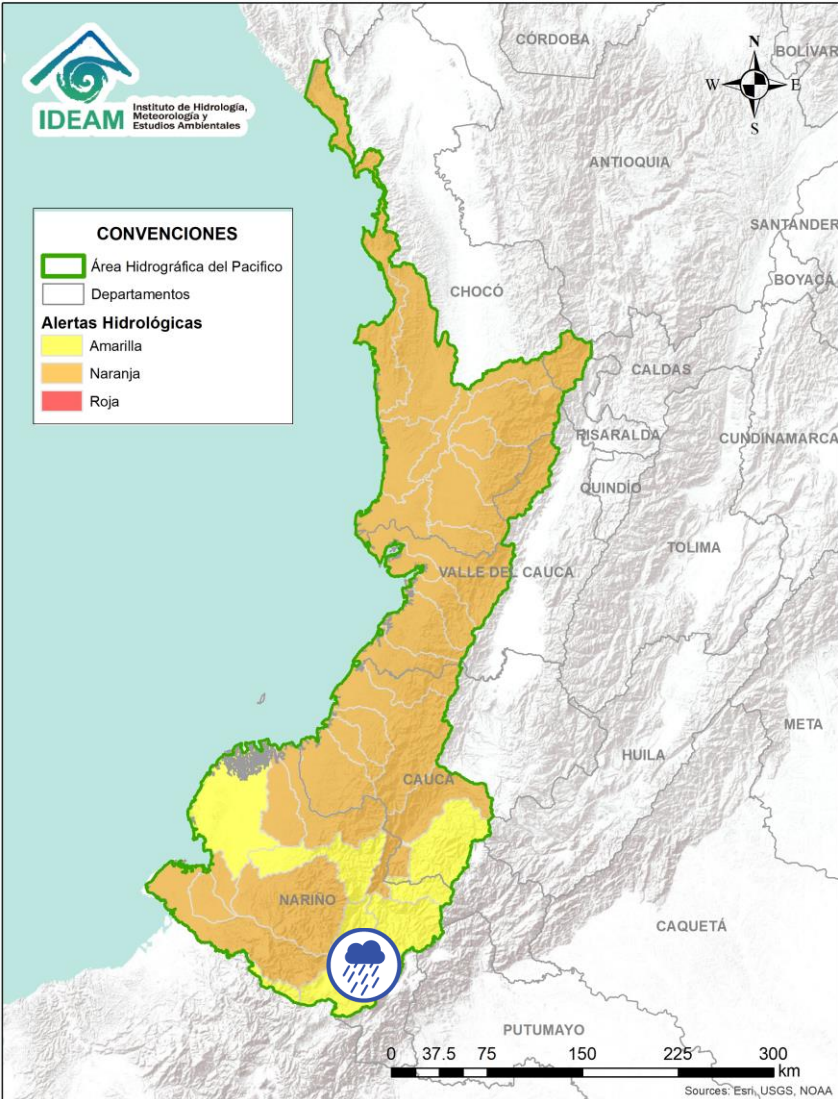 IDEAM
Instituto de Hidrología,
Meteorología y
Estudios Ambientales
CÓRDOBA
BOLÍVAR
N
W
E
S
ANTIOQUIA
SANTANDER
BOYACÁ
CONVENCIONES
Área Hidrográfica del Pacifico
Departamentos
Alertas Hidrológicas
Amarilla
Naranja
Roja
CHOCÓ
CALDAS
RISARALDA
CUNDINAMARCA
QUINDÍO
TOLIMA
VALLE DEL CAUCA
META
HUILA
CAUCA
NARIÑO
CAQUETÁ
PUTUMAYO
0 37.5 75 150 225 300
km
Sources: Esri, USGS, NOAA